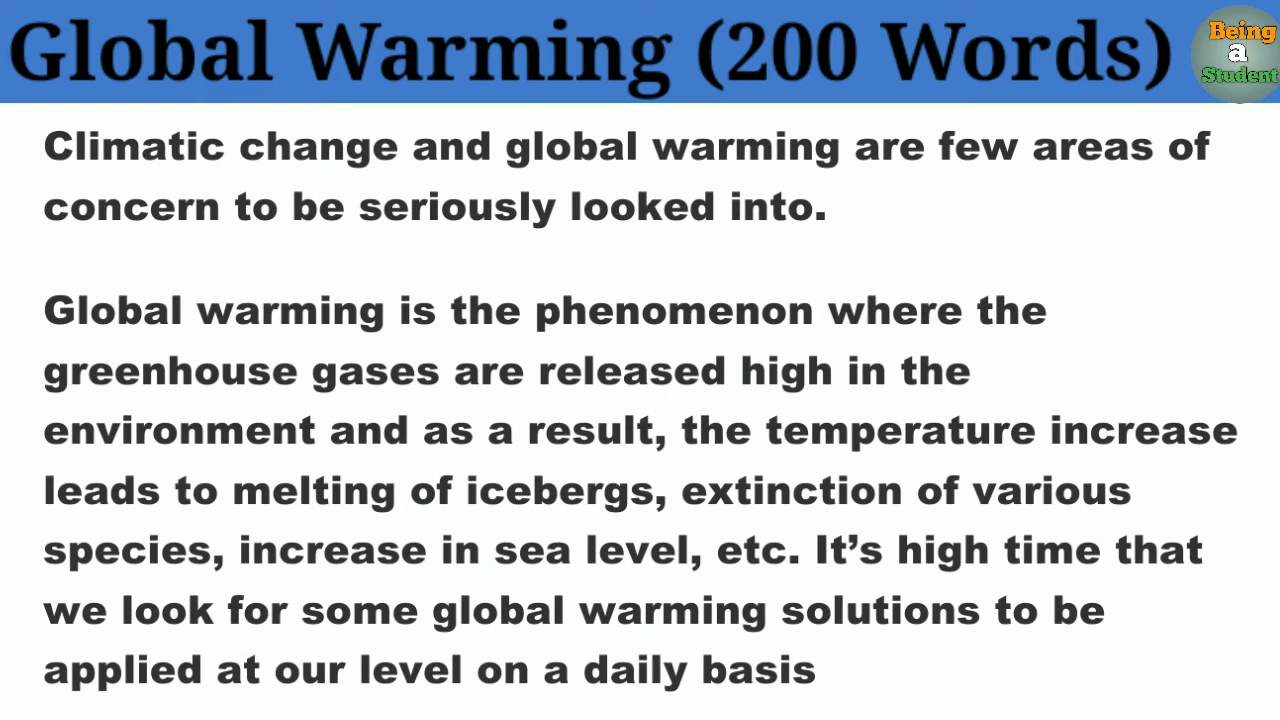 Global Warming (200 Words)
Being
a
Student
Climatic change and global warming are few areas of
concern to be seriously looked into.
Global warming is the phenomenon where the
greenhouse gases are released high in the
environment and as a result, the temperature increase
leads to melting of icebergs, extinction of various
species, increase in sea level, etc. It’s high time that
we look for some global warming solutions to be
applied at our level on a daily basis